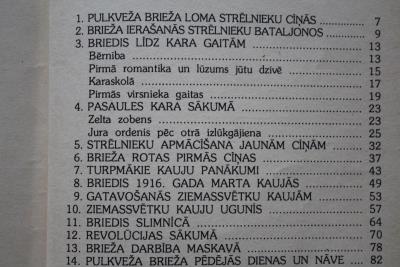 1. PULKVEŽA BRIEŽA LOMA STRĒLNIEKU CĪŅĀS 7
2. BRIEŽA IERAŠANĀS STRĒLNIEKU BATALJONOS 9
3. BRIEDIS LĪDZ KARA GAITĀM 13
Bērnība 13
Pirmā romantika un lūzums jūtu dzīvē 15
Karaskolā 17
Pirmās virsnieka gaitas 19
4. PASAULES KARA SĀKUMĀ 23
Zelta zobens 23
Jura ordenis pēc otrā izlūkgājiena 25
5. STRĒLNIEKU APMĀCĪŠANA JAUNĀM CĪŅĀM 32
6. BRIEŽA ROTAS PIRMĀS CĪŅAS 37
7. TURPMĀKIE KAUJU PANĀKUMI 43
8. BRIEDIS 1916. GADA MARTA KAUJĀS 49
9. GATAVOŠANĀS ZIEMASSVĒTKU KAUJĀM 53
10. ZIEMASSVĒTKU KAUJU UGUNĪS 57
11. BRIEDIS SLIMNĪCĀ 64
12. REVOLŪCIJAS SĀKUMĀ 70
13. BRIEŽA DARBĪBA MASKAVĀ 78
14. PULKVEŽA BRIEŽA PĒDĒJĀS DIENAS UN NĀVE 82